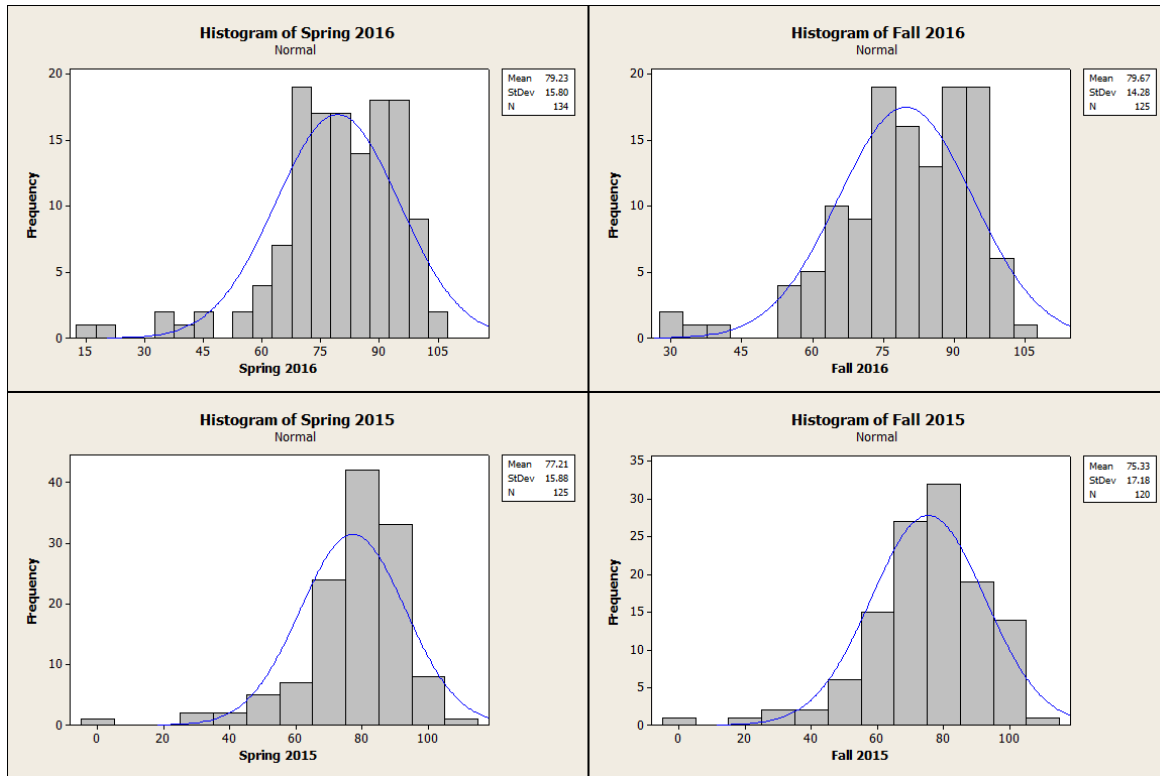 Histogram of Spring 2016
Normal
Mean 79.23
StDev 15.80
N 134
Frequency
20
15
10
5
0
15 30 45 60 75 90 105
Spring 2016
Histogram of Fall 2016
Normal
Mean 79.67
StDev 14.28
N 125
Frequency
20
15
10
5
0
30 45 60 75 90 105
Fall 2016
Histogram of Spring 2015
Normal
Mean 77.21
StDev 15.88
N 125
Frequency
40
30
20
10
0
0 20 40 60 80 100
Spring 2015
Histogram of Fall 2015
Normal
Mean 75.33
StDev 17.18
N 120
Frequency
35
30
25
20
15
10
5
0
0 20 40 60 80 100
Fall 2015